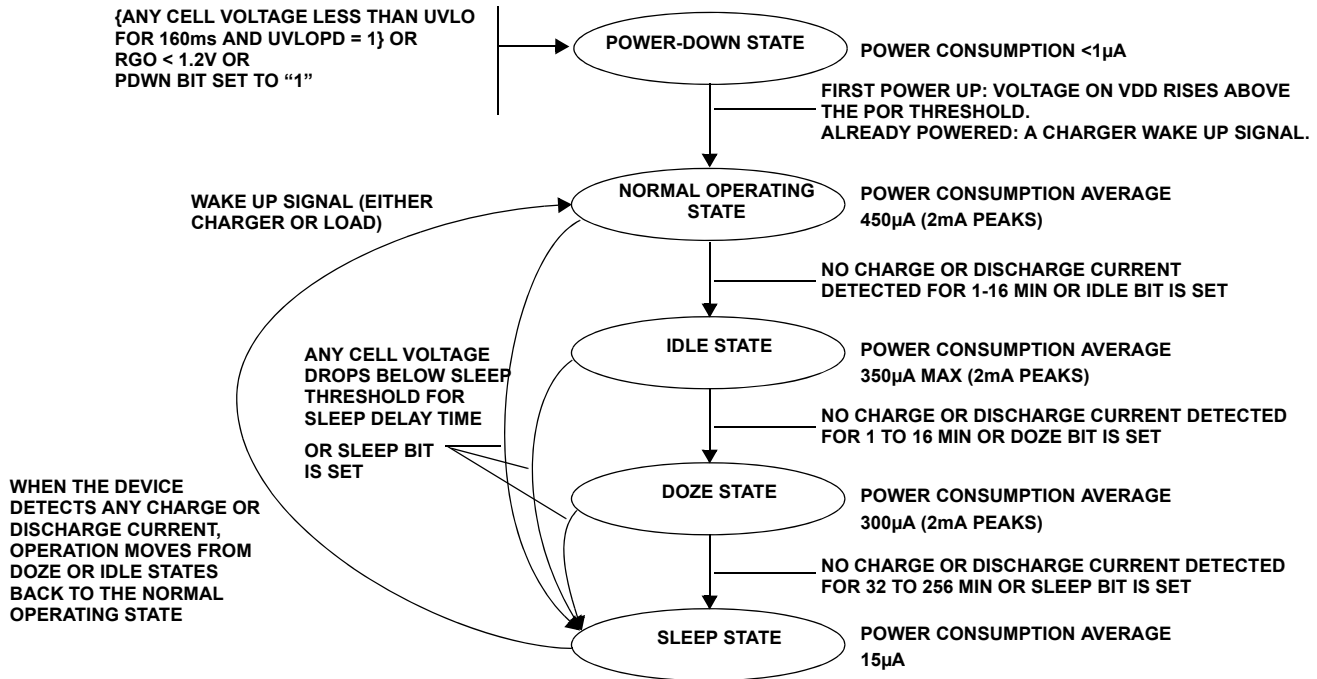 {ANY CELL VOLTAGE LESS THAN UVLO
FOR 160ms AND UVLOPD = 1} OR
RGO < 1.2V OR
PDWN BIT SET TO “1”
POWER-DOWN STATE
POWER CONSUMPTION <1µA
FIRST POWER UP: VOLTAGE ON VDD RISES ABOVE
THE POR THRESHOLD.
ALREADY POWERED: A CHARGER WAKE UP SIGNAL.
WAKE UP SIGNAL (EITHER
CHARGER OR LOAD)
NORMAL OPERATING
STATE
POWER CONSUMPTION AVERAGE
450µA (2mA PEAKS)
NO CHARGE OR DISCHARGE CURRENT
DETECTED FOR 1-16 MIN OR IDLE BIT IS SET
IDLE STATE
POWER CONSUMPTION AVERAGE
350µA MAX (2mA PEAKS)
ANY CELL VOLTAGE
DROPS BELOW SLEEP
THRESHOLD FOR
SLEEP DELAY TIME
OR SLEEP BIT
IS SET
NO CHARGE OR DISCHARGE CURRENT DETECTED
FOR 1 TO 16 MIN OR DOZE BIT IS SET
DOZE STATE
POWER CONSUMPTION AVERAGE
300µA (2mA PEAKS)
WHEN THE DEVICE
DETECTS ANY CHARGE OR
DISCHARGE CURRENT,
OPERATION MOVES FROM
DOZE OR IDLE STATES
BACK TO THE NORMAL
OPERATING STATE
NO CHARGE OR DISCHARGE CURRENT DETECTED
FOR 32 TO 256 MIN OR SLEEP BIT IS SET
SLEEP STATE
POWER CONSUMPTION AVERAGE
15µA